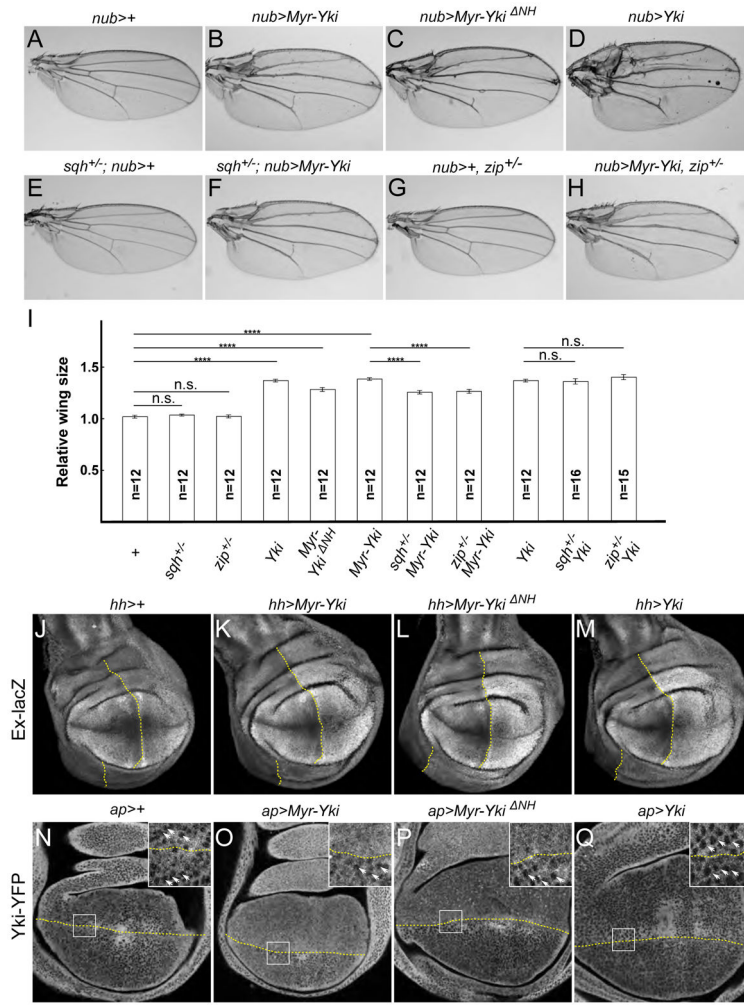 nub>+ nub>Myr-Yki nub>Myr-Yki ΔNH nub>Yki
A B C D
sqh+/-; nub>+ sqh+/-; nub>Myr-Yki nub>+, zip+/- nub>Myr-Yki, zip+/-
E F G H
I
**** 
**** **** n.s.
**** **** n.s.
n.s.
n.s.
Relative wing size
1.5
1.0
0.5
n=12 n=12 n=12 n=12 n=12 n=12 n=12 n=12 n=12 n=16 n=15
+ sqh+/- zip+/- Yki Myr-Yki ΔNH Myr-Yki sqh+/- Myr-Yki zip+/- Myr-Yki Yki sqh+/- Yki zip+/- Yki
hh>+ hh>Myr-Yki hh>Myr-Yki ΔNH hh>Yki
J K L M
Ex-lacZ
ap>+ ap>Myr-Yki ap>Myr-Yki ΔNH ap>Yki
N O P Q
Yki-YFP